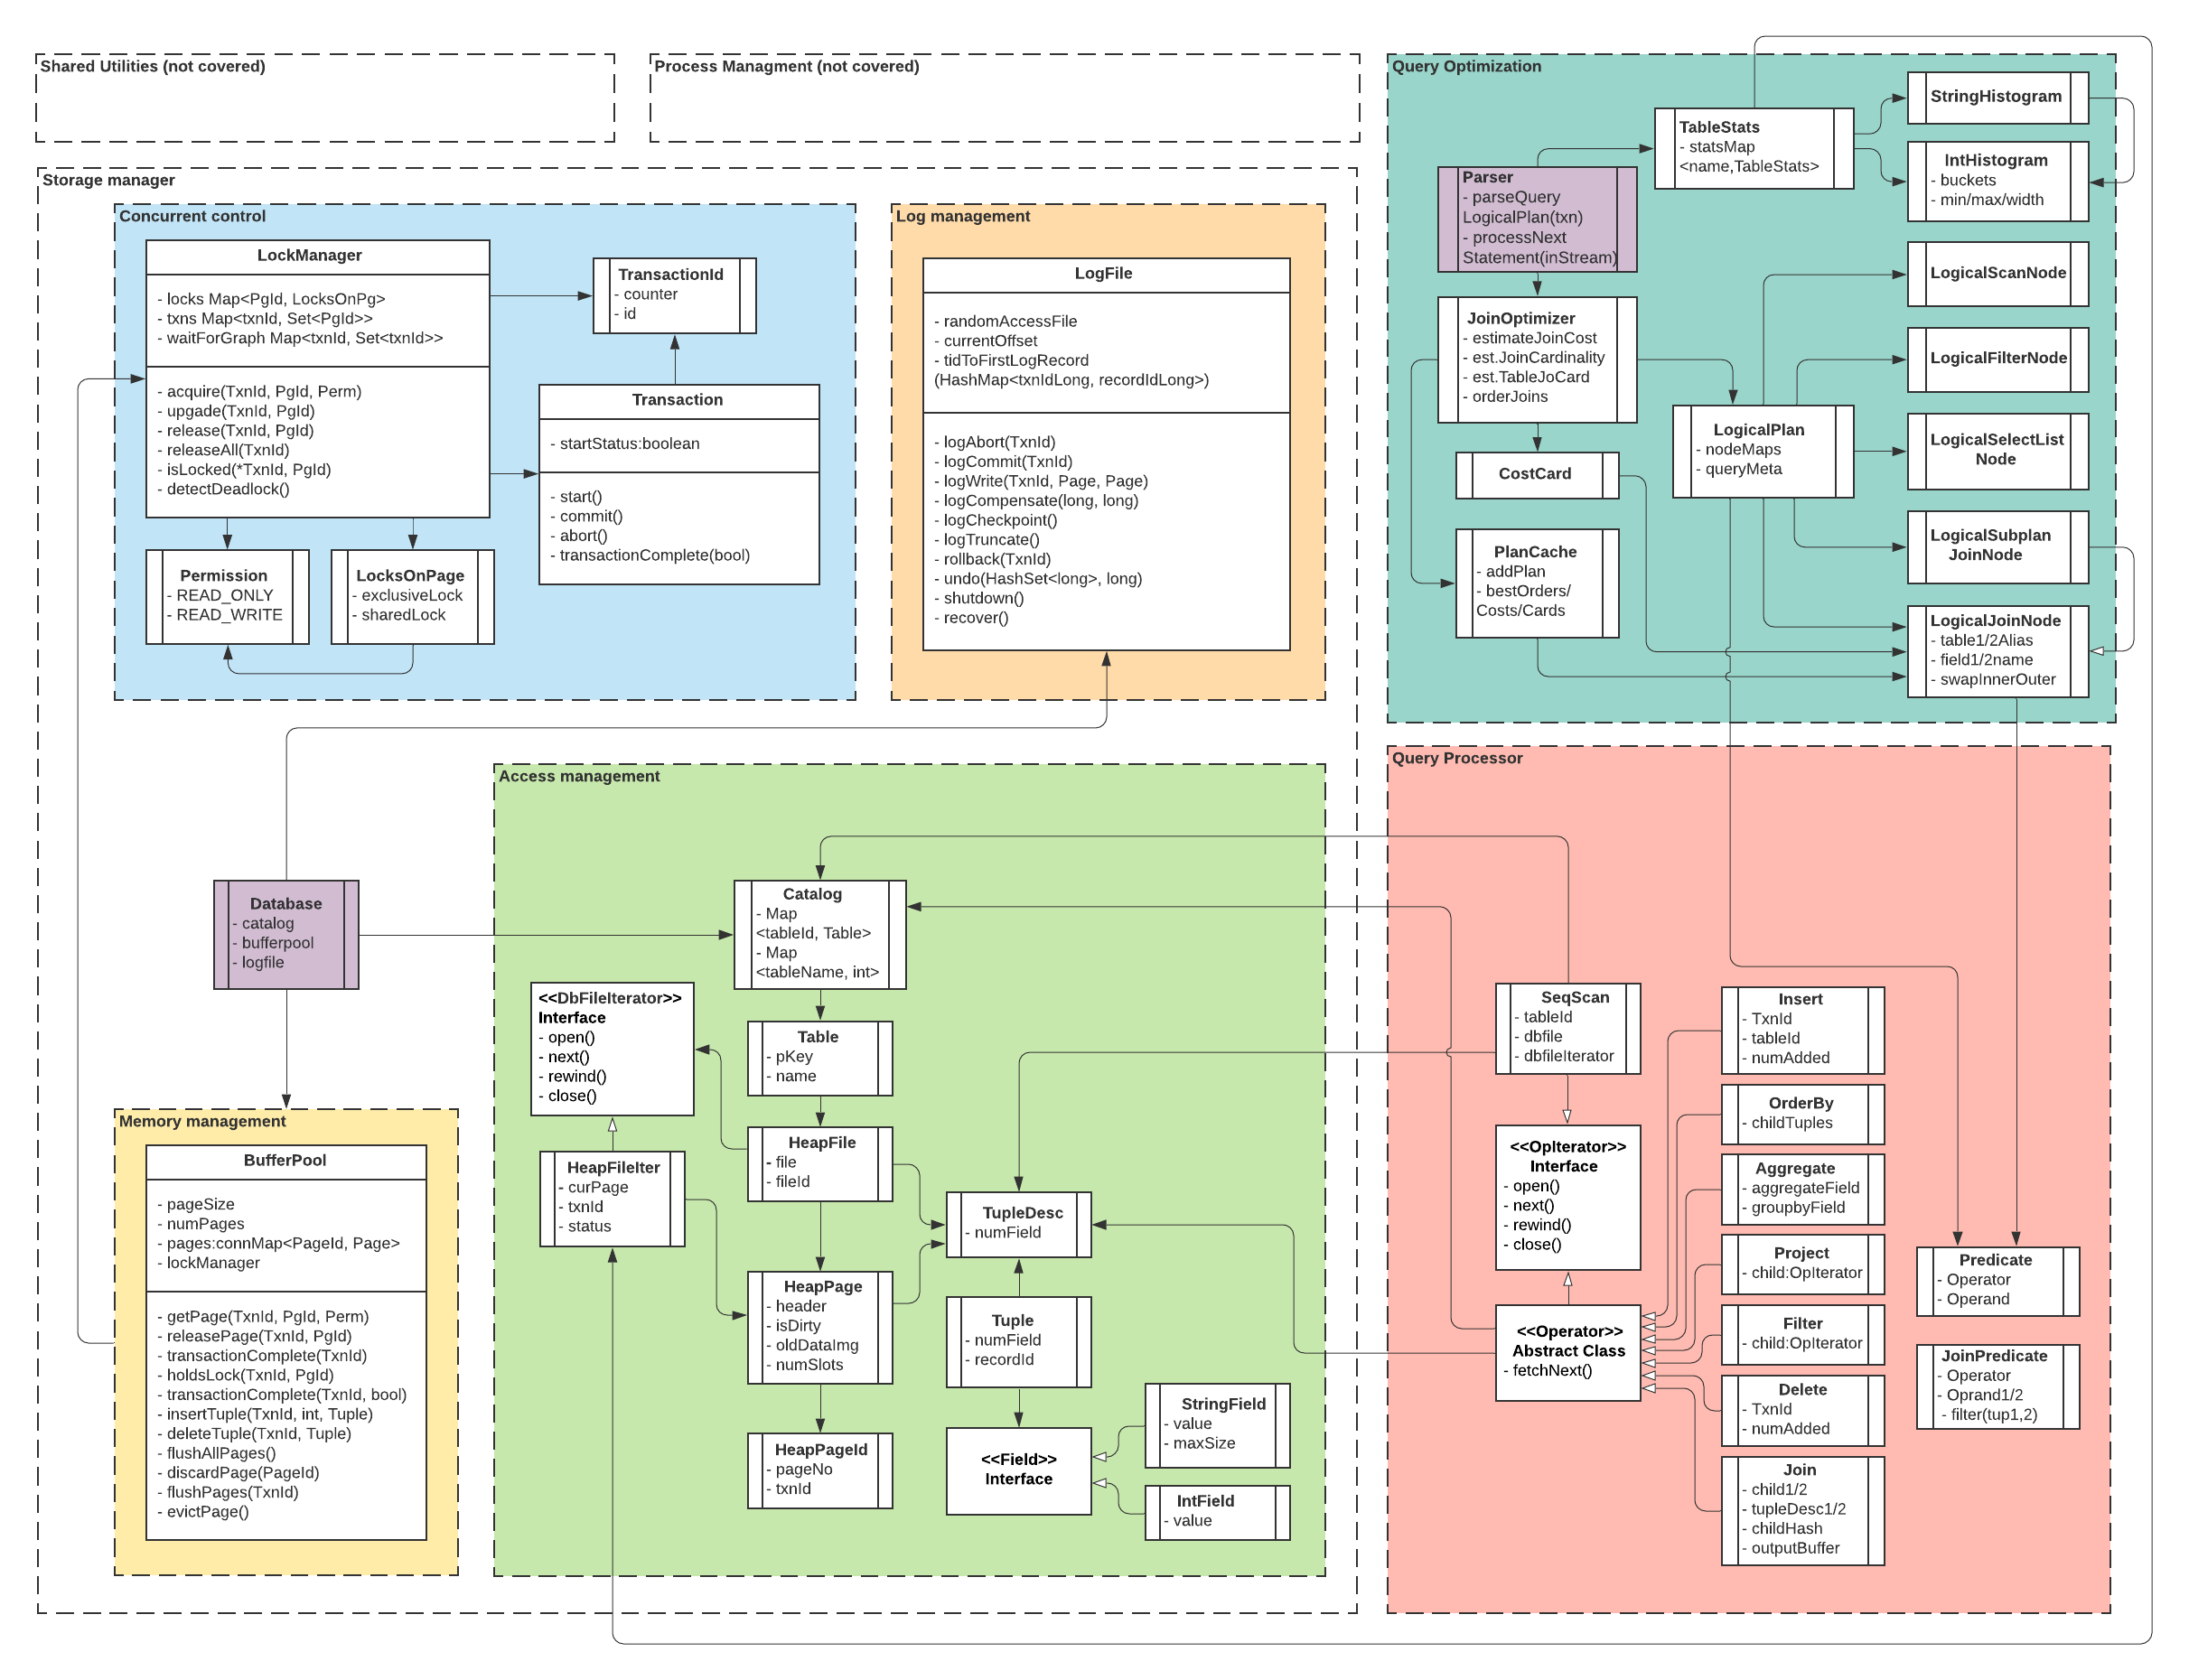 Shared Utilities (not covered)
Process Managment (not covered)
Storage manager
Concurrent control
LockManager
- locks Map<PgId, LocksOnPg>
- txns Map<txnId, Set<PgId>>
- waitForGraph Map<txnId, Set<txnId>>
- acquire(TxnId, PgId, Perm)
- upgade(TxnId, PgId)
- release(TxnId, PgId)
- releaseAll(TxnId)
- isLocked(*TxnId, PgId)
- detectDeadlock()
TransactionId
- counter
- id
Transaction
- startStatus:boolean
- start()
- commit()
- abort()
- transactionComplete(bool)
Permission
- READ_ONLY
- READ_WRITE
LocksOnPage
- exclusiveLock
- sharedLock
Log management
LogFile
- randomAccessFile
- currentOffset
- tidToFirstLogRecord
(HashMap<txnIdLong, recordIdLong>)
- logAbort(TxnId)
- logCommit(TxnId)
- logWrite(TxnId, Page, Page)
- logCompensate(long, long)
- logCheckpoint()
- logTruncate()
- rollback(TxnId)
- undo(HashSet<long>, long)
- shutdown()
- recover()
Query Optimization
TableStats
- statsMap
<name,TableStats>
StringHistogram
IntHistogram
- buckets
- min/max/width
Parser
- parseQuery
LogicalPlan(txn)
- processNext
Statement(inStream)
JoinOptimizer
- estimateJoinCost
- est.JoinCardinality
- est.TableJoCard
- orderJoins
CostCard
PlanCache
- addPlan
- bestOrders/
Costs/Cards
LogicalPlan
- nodeMaps
- queryMeta
LogicalScanNode
LogicalFilterNode
LogicalSelectList
Node
LogicalSubplan
JoinNode
LogicalJoinNode
- table1/2Alias
- field1/2name
- swapInnerOuter
Database
- catalog
- bufferpool
- logfile
Memory management
BufferPool
- pageSize
- numPages
- pages:connMap<PageId, Page>
- lockManager
- getPage(TxnId, PgId, Perm)
- releasePage(TxnId, PgId)
- transactionComplete(TxnId)
- holdsLock(TxnId, PgId)
- transactionComplete(TxnId, bool)
- insertTuple(TxnId, int, Tuple)
- deleteTuple(TxnId, Tuple)
- flushAllPages()
- discardPage(PageId)
- flushPages(TxnId)
- evictPage()
Access management
Catalog
- Map
<tableId, Table>
- Map
<tableName, int>
<<DbFileIterator>>
Interface
- open()
- next()
- rewind()
- close()
Table
- pKey
- name
HeapFile
- file
- fileId
HeapFileIter
- curPage
- txnId
- status
HeapPage
- header
- isDirty
- oldDataImg
- numSlots
HeapPageId
- pageNo
- txnId
TupleDesc
- numField
Tuple
- numField
- recordId
<<Field>>
Interface
StringField
- value
- maxSize
IntField
- value
Query Processor
SeqScan
- tableId
- dbfile
- dbfileIterator
<<OpIterator>>
Interface
- open()
- next()
- rewind()
- close()
<<Operator>>
Abstract Class
- fetchNext()
Insert
- TxnId
- tableId
- numAdded
OrderBy
- childTuples
Aggregate
- aggregateField
- groupbyField
Project
- child:OpIterator
Filter
- child:OpIterator
Delete
- TxnId
- numAdded
Join
- child1/2
- tupleDesc1/2
- childHash
- outputBuffer
Predicate
- Operator
- Operand
JoinPredicate
- Operator
- Oprand1/2
- filter(tup1,2)